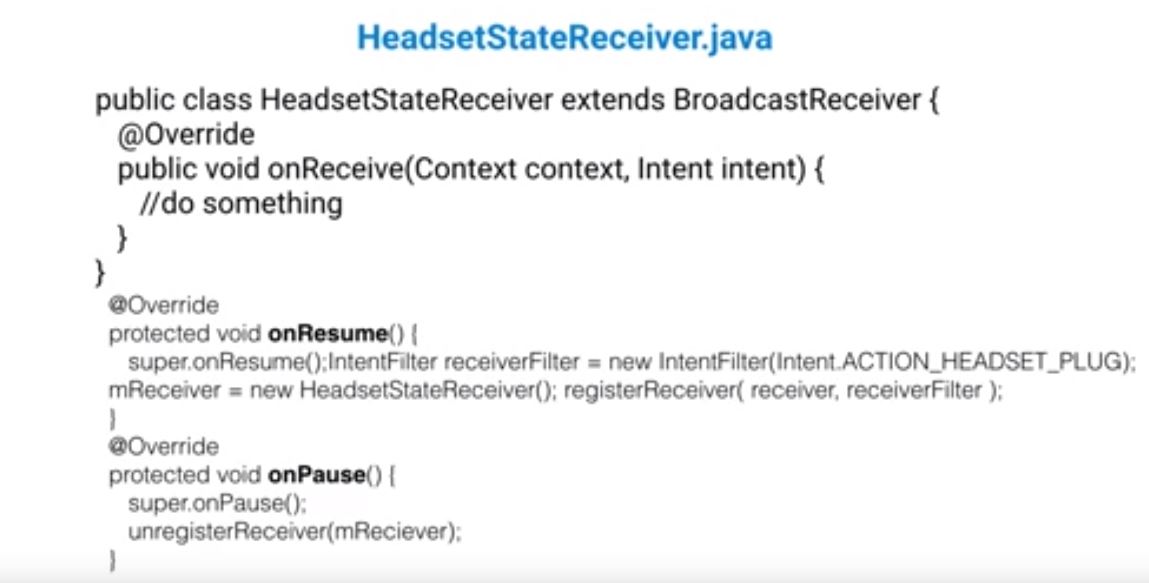 HeadsetStateReceiver.java
public class HeadsetStateReceiver extends BroadcastReceiver {
@Override
public void onReceive(Context context, Intent intent) {
//do something
}
}
@Override
protected void onResume() {
super.onResume();IntentFilter receiverFilter = new IntentFilter(Intent.ACTION_HEADSET_PLUG);
mReceiver = new HeadsetStateReceiver(); registerReceiver( receiver, receiverFilter );
}
@Override
protected void onPause() {
super.onPause();
unregisterReceiver(mReciever);
}